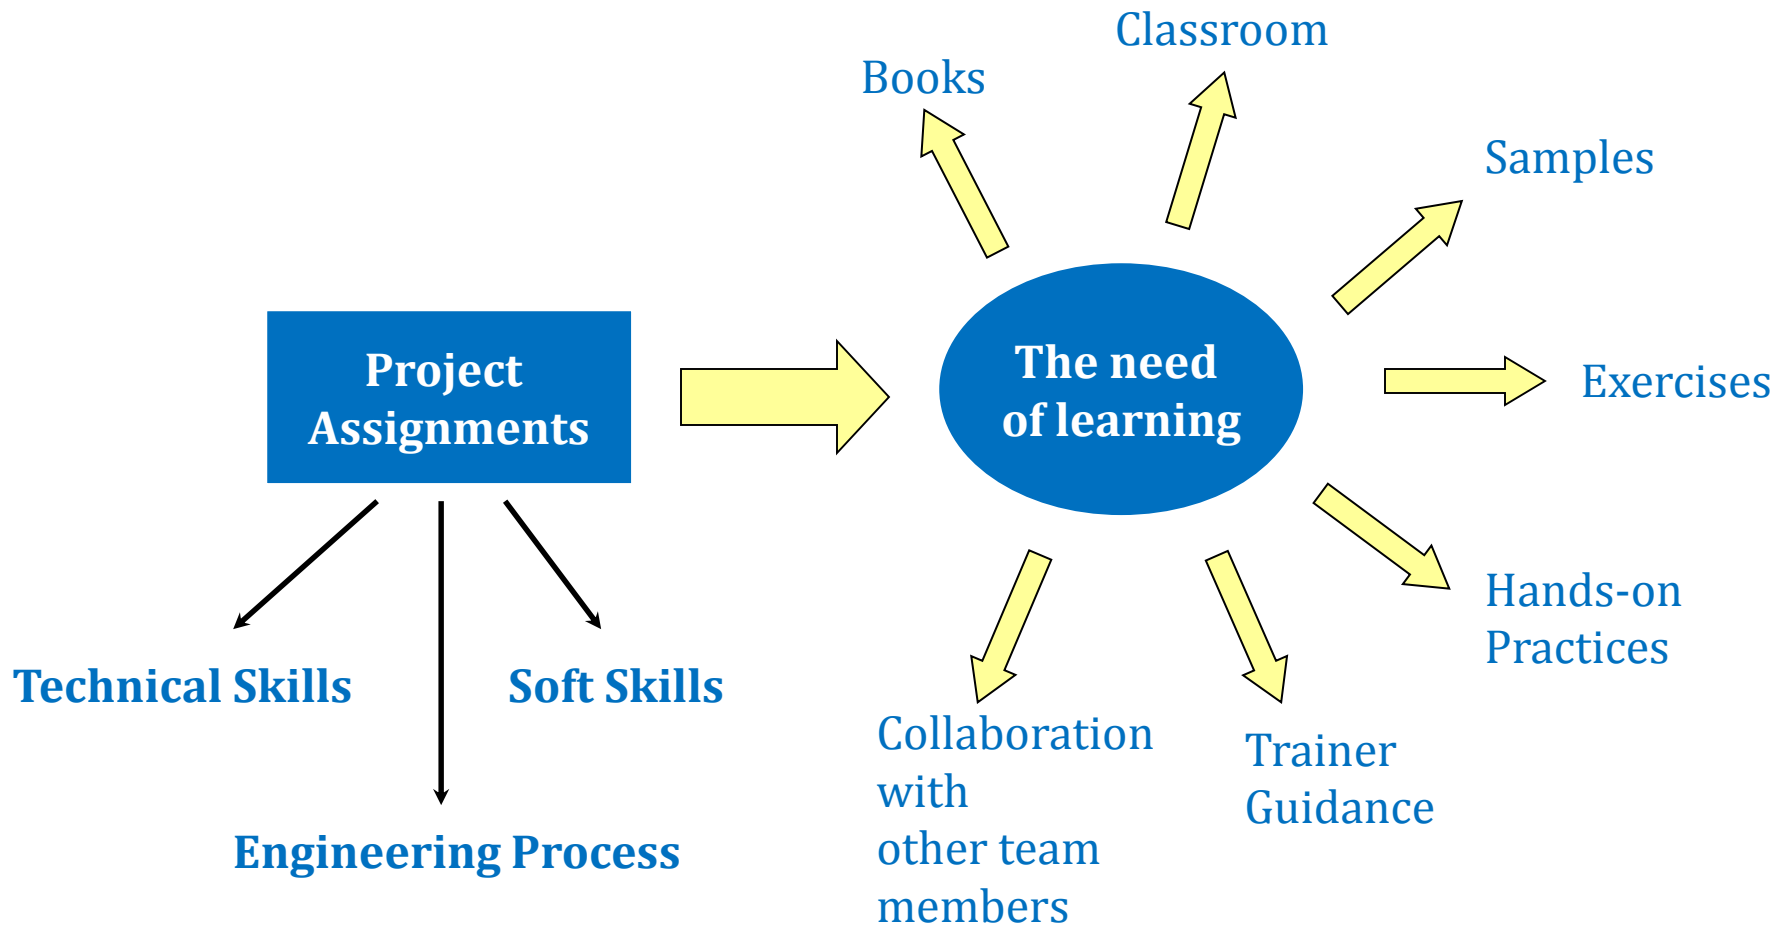 Classroom
Books
Samples
Project
Assignments
The need
of learning
Exercises
Hands-on
Practices
Technical Skills
Soft Skills
Engineering Process
Collaboration
with
other team
members
Trainer
Guidance